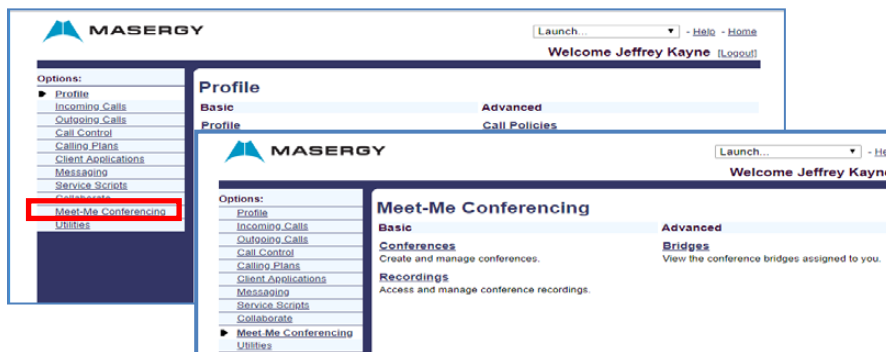 MASERGY
Launch... - Help - Home
Welcome Jeffrey Kayne [Logout]
Options:
Profile
Incoming Calls
Outgoing Calls
Call Control
Calling Plans
Client Applications
Messaging
Service Scripts
Collaborate
Meet-Me Conferencing
Utilities
Profile
Basic Advanced
Profile Call Policies
MASERGY
Launch... - He
Welcome Jeffrey Kayne
Options:
Profile
Incoming Calls
Outgoing Calls
Call Control
Calling Plans
Client Applications
Messaging
Service Scripts
Collaborate
Meet-Me Conferencing
Utilities
Meet-Me Conferencing
Basic Advanced
Conferences Bridges
Create and manage conferences. View the conference bridges assigned to you.
Recordings
Access and manage conference recordings.